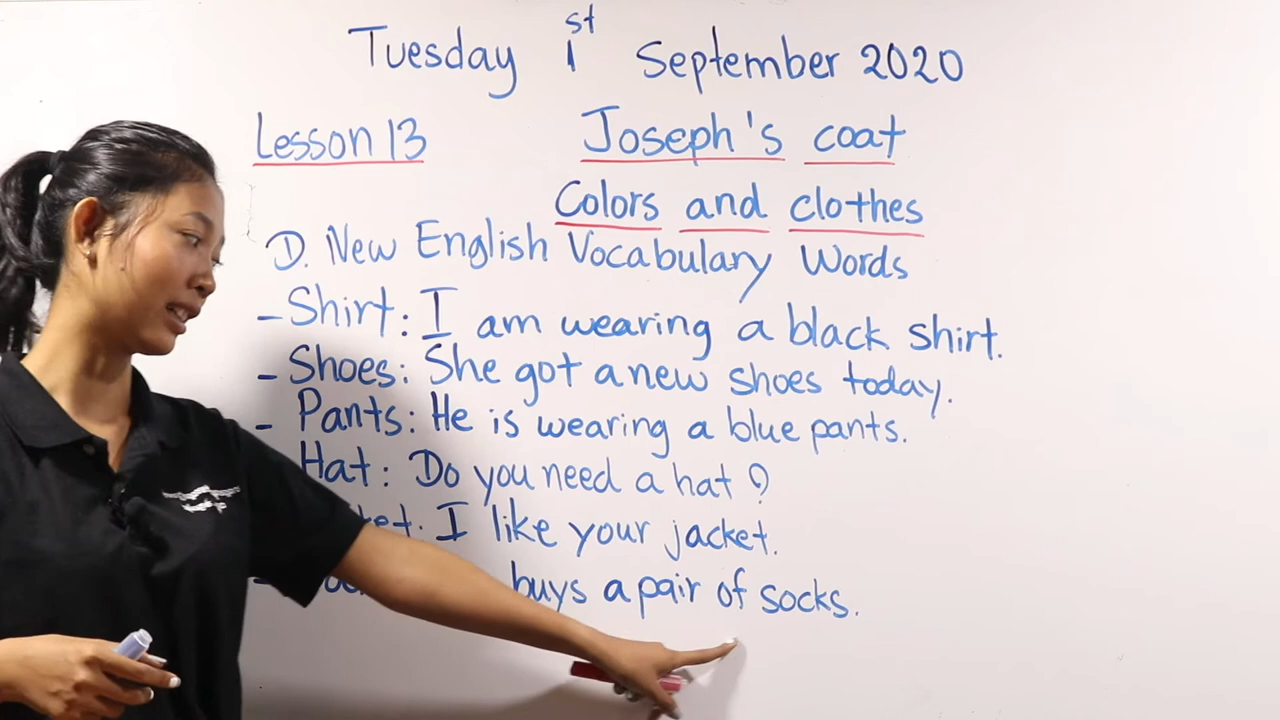 Tuesday 1st September 2020
Lesson 13 Joseph's coat
Colors and clothes
D. New English Vocabulary Words
- Shirt: I am wearing a black shirt.
- Shoes: She got a new shoes today.
- Pants: He is wearing a blue pants.
Hat: Do you need a hat?
I like your jacket.
buys a pair of socks.